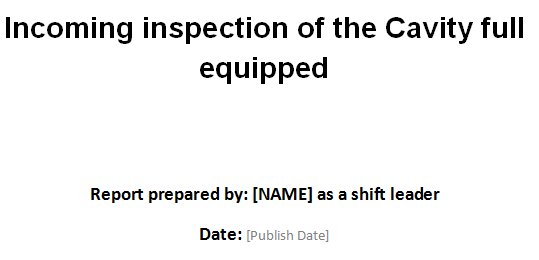 Incoming inspection of the Cavity full
equipped
Report prepared by: [NAME] as a shift leader
Date: [Publish Date]